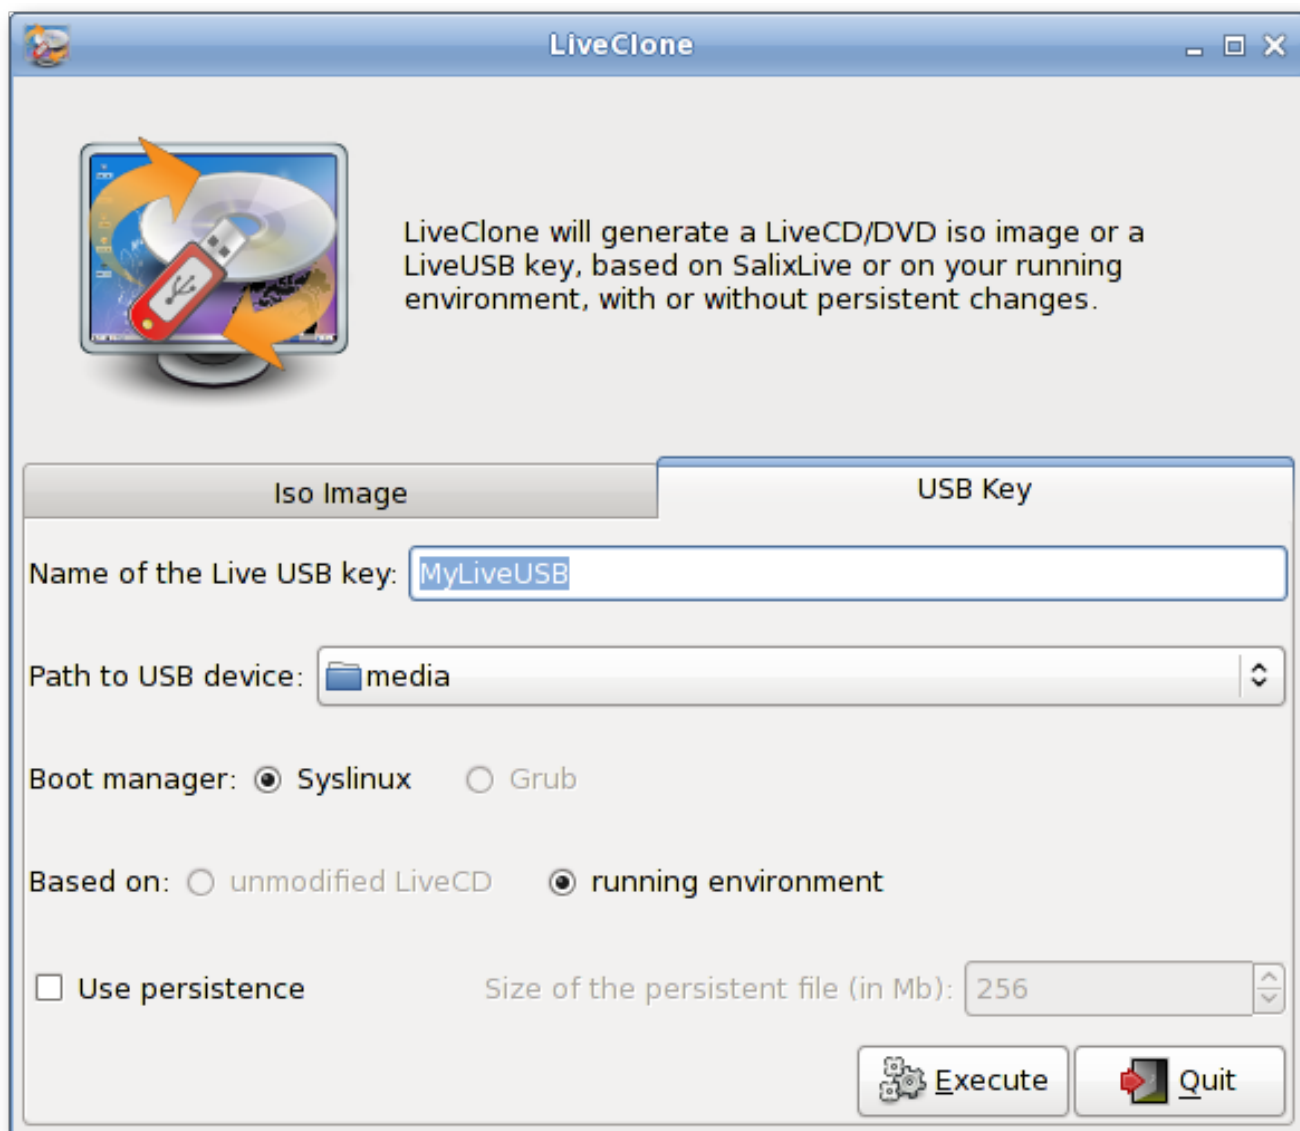 LiveClone
LiveClone will generate a LiveCD/DVD iso image or a
LiveUSB key, based on SalixLive or on your running
environment, with or without persistent changes.
Iso Image
USB Key
Name of the Live USB key: MyLiveUSB
Path to USB device: media
Boot manager: Syslinux Grub
Based on: unmodified LiveCD running environment
Use persistence Size of the persistent file (in Mb): 256
Execute Quit